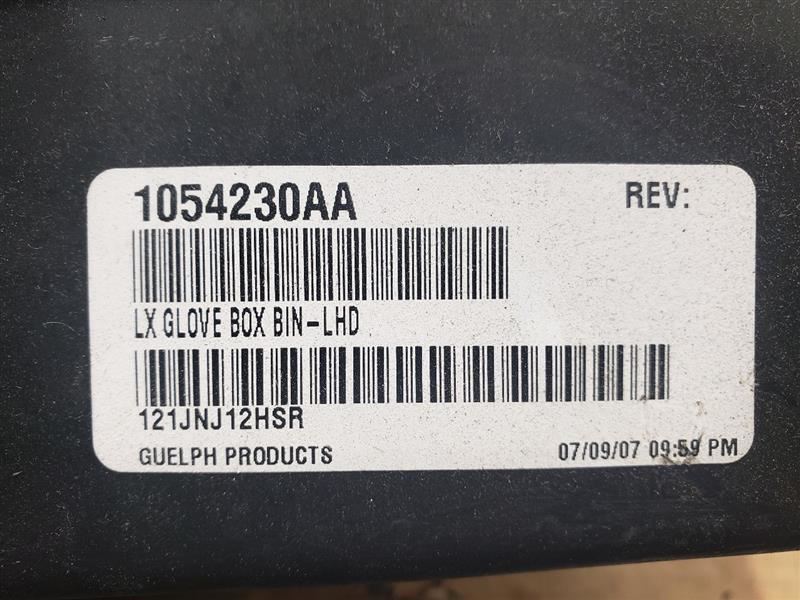 1054230AA REV:
LX GLOVE BOX BIN-LHD
121JNJ12HSR
GUELPH PRODUCTS 07/09/07 09:59 PM